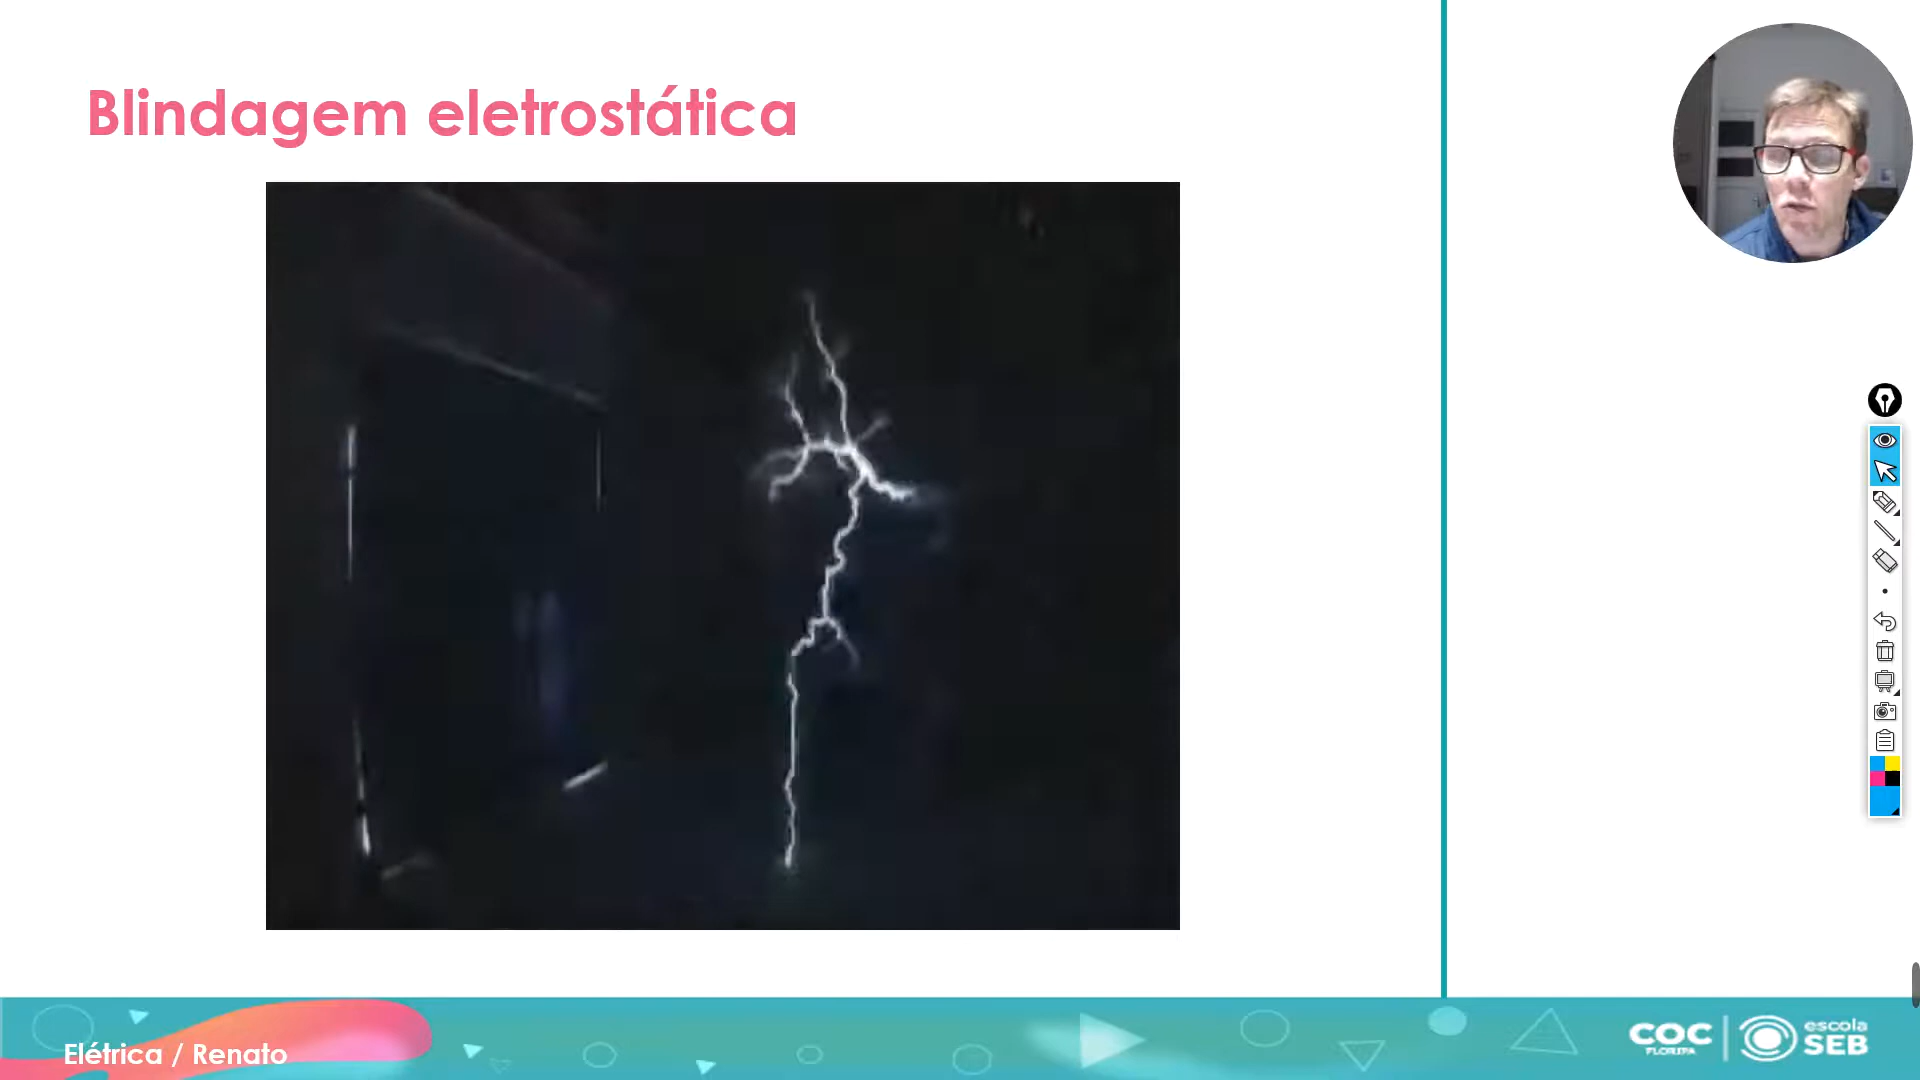 Blindagem eletrostática
Elétrica / Renato
COC
FLORIPA
escola
SEB